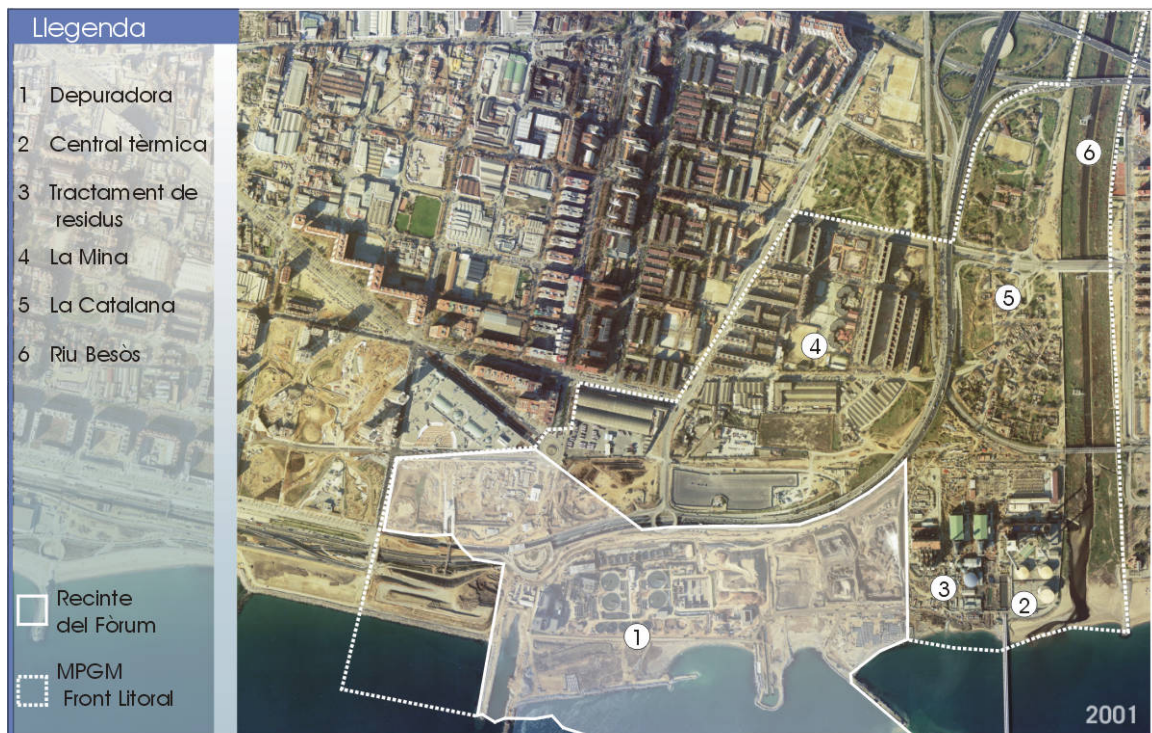 Llegenda
1 Depuradora
2 Central tèrmica
3 Tractament de
residus
4 La Mina
5 La Catalana
6 Riu Besòs
Recinte
del Fòrum
MPGM
Front Litoral
6
5
4
3
2
1
2001